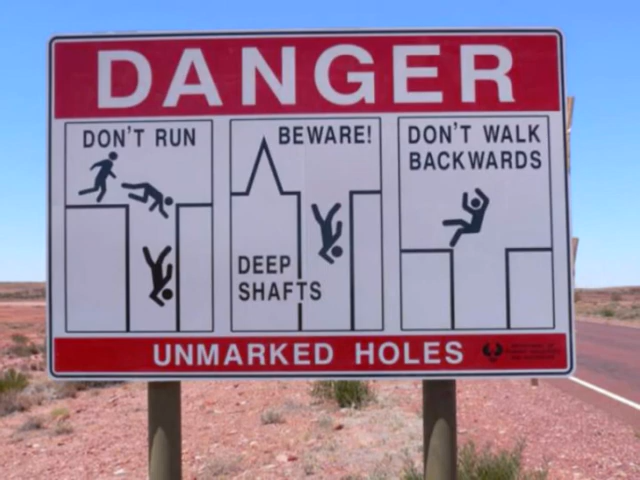 DANGER
DON'T RUN
BEWARE!
DEEP
SHAFTS
DON'T WALK
BACKWARDS
UNMARKED HOLES